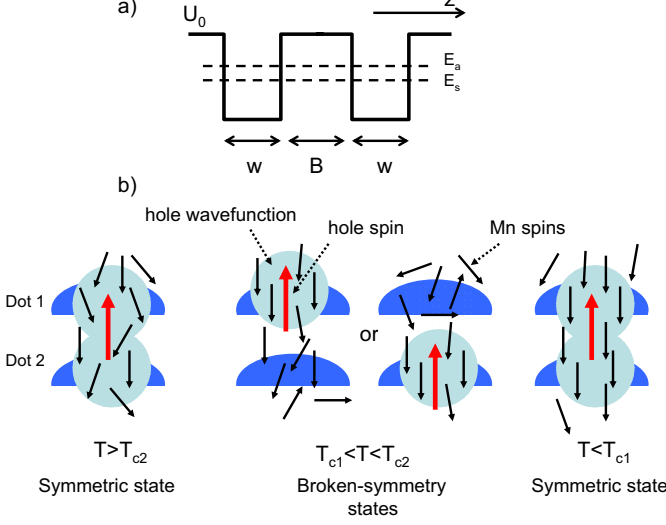 a)
z
U0
Ea
Es
w B w
b)
hole wavefunction
hole spin
Mn spins
Dot 1
or
Dot 2
T>Tc2
Tc1<T<Tc2
T<Tc1
Symmetric state
Broken-symmetry
states
Symmetric state